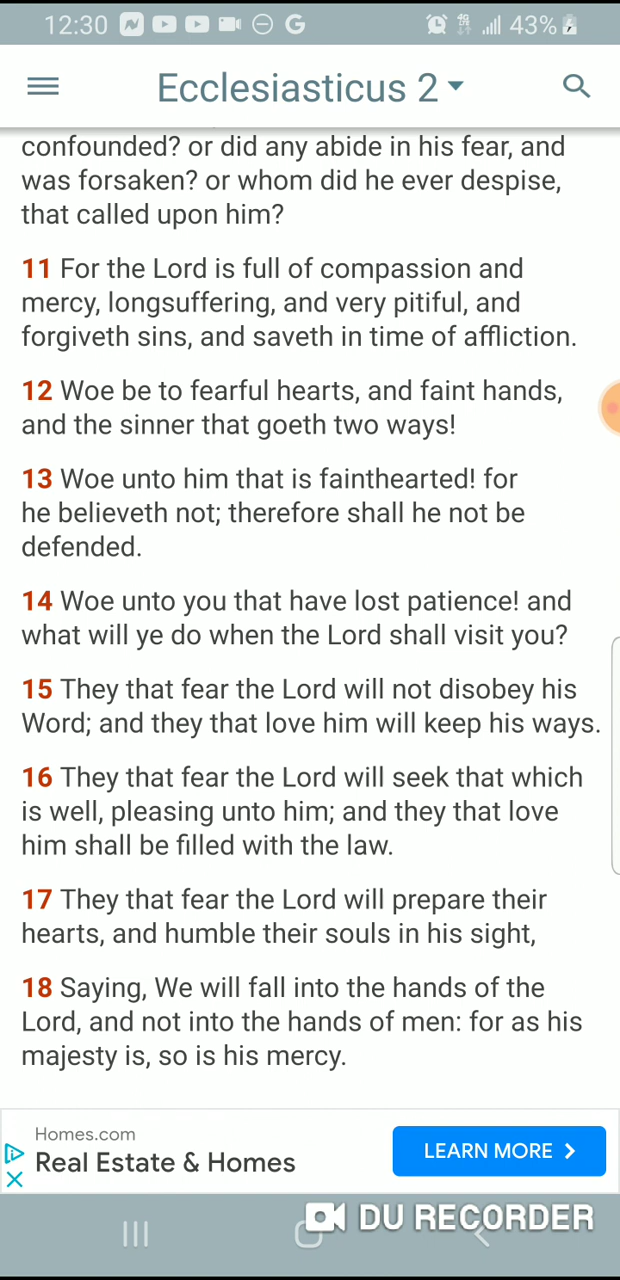 12:30 G 4G 43%
Ecclesiasticus 2
confounded? or did any abide in his fear, and
was forsaken? or whom did he ever despise,
that called upon him?
11 For the Lord is full of compassion and
mercy, longsuffering, and very pitiful, and
forgiveth sins, and saveth in time of affliction.
12 Woe be to fearful hearts, and faint hands,
and the sinner that goeth two ways!
13 Woe unto him that is fainthearted! for
he believeth not; therefore shall he not be
defended.
14 Woe unto you that have lost patience! and
what will ye do when the Lord shall visit you?
15 They that fear the Lord will not disobey his
Word; and they that love him will keep his ways.
16 They that fear the Lord will seek that which
is well, pleasing unto him; and they that love
him shall be filled with the law.
17 They that fear the Lord will prepare their
hearts, and humble their souls in his sight,
18 Saying, We will fall into the hands of the
Lord, and not into the hands of men: for as his
majesty is, so is his mercy.
Homes.com
Real Estate & Homes
LEARN MORE
DU RECORDER